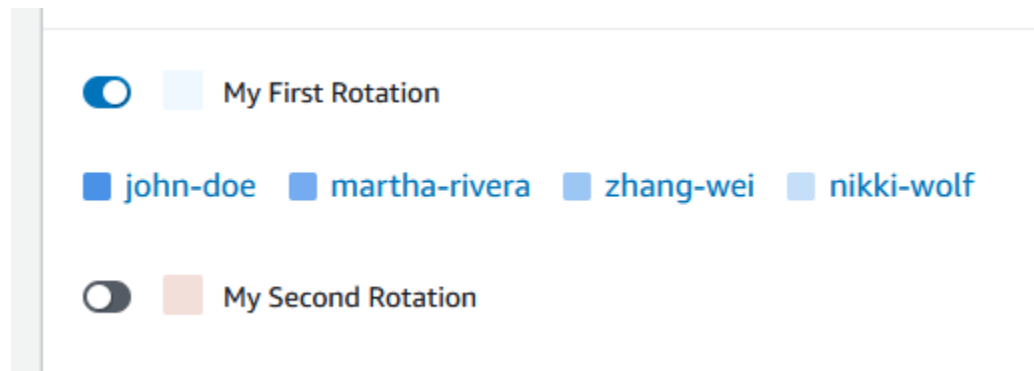 My First Rotation
john-doe martha-rivera zhang-wei nikki-wolf
My Second Rotation